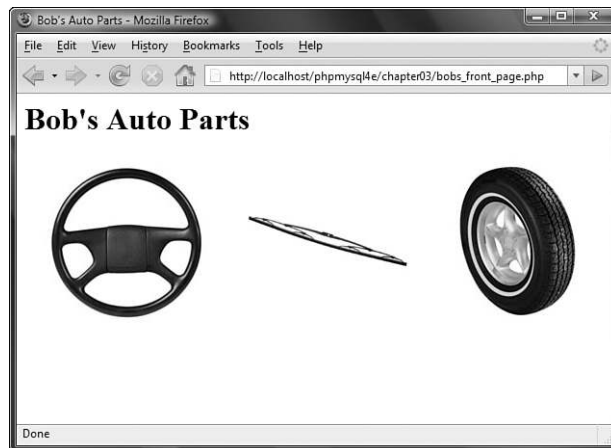 Bob's Auto Parts - Mozilla Firefox
File Edit View History Bookmarks Tools Help
http://localhost/phpmysql4e/chapter03/bobs_front_page.php
Bob's Auto Parts
Done